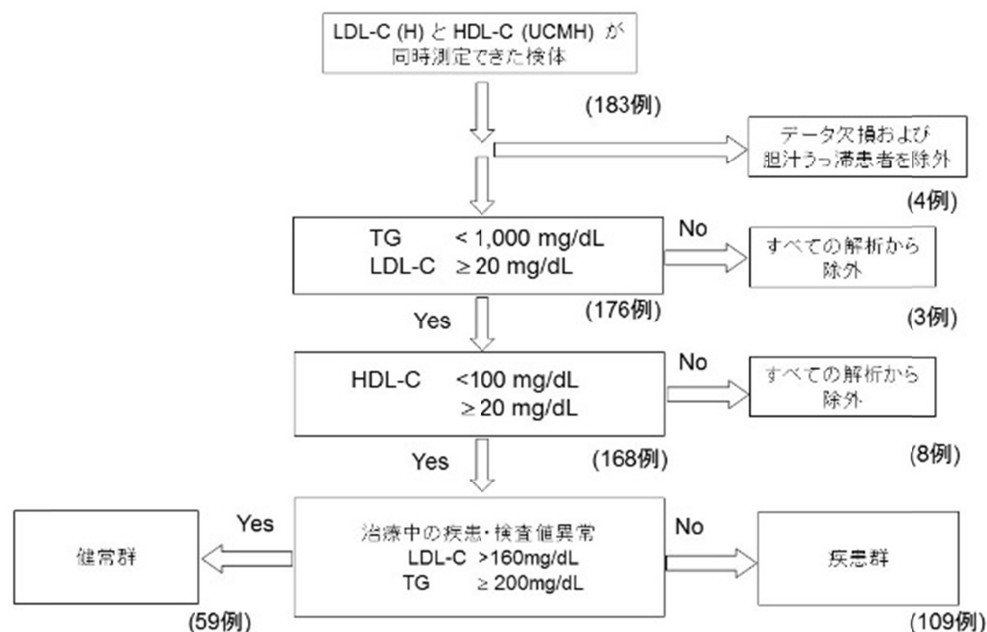 LDL-C (H) と HDL-C (UCMH) が
同時測定できた検体
(183例)
データ欠損および
胆汁うっ滞患者を除外
(4例)
TG < 1,000 mg/dL
LDL-C ≥ 20 mg/dL
No
すべての解析から
除外
(176例)
(3例)
Yes
HDL-C <100 mg/dL
≥ 20 mg/dL
No
すべての解析から
除外
(168例)
(8例)
Yes
健常群
Yes
治療中の疾患・検査値異常
LDL-C >160mg/dL
TG ≥ 200mg/dL
No
疾患群
(59例)
(109例)